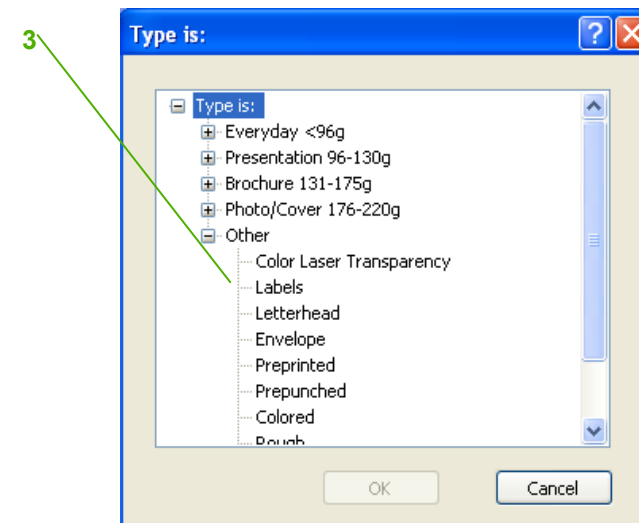 3
Type is:
Type is:
Everyday <96g
Presentation 96-130g
Brochure 131-175g
Photo/Cover 176-220g
Other
Color Laser Transparency
Labels
Letterhead
Envelope
Preprinted
Prepunched
Colored
Rough
OK Cancel